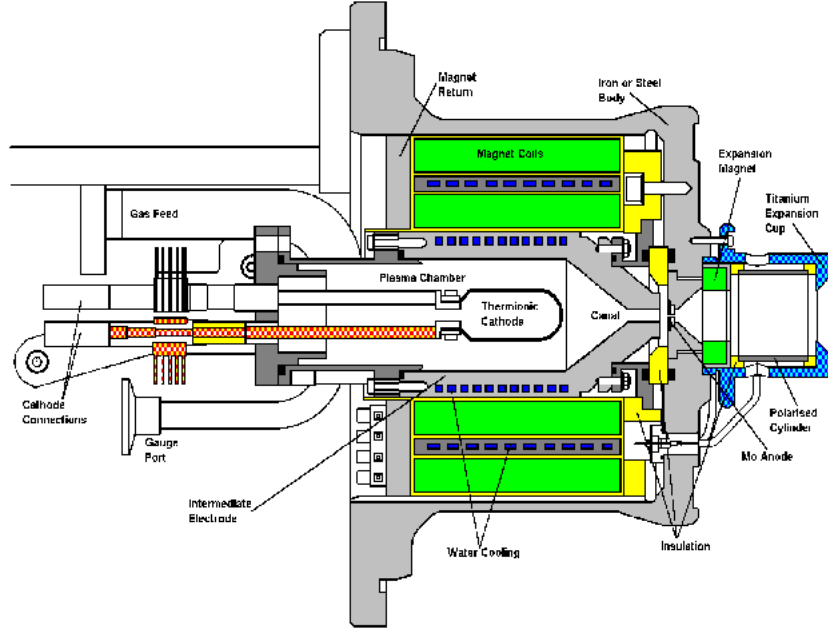 Magnet
Return
Iron or Steel
Body
Magnet Coils
Expansion
Magnet
Titanium
Expansion
Cup
Gas Feed
Plasma Chamber
Thermionic
Cathode
Canal
Cathode
Connections
Gauge
Port
Polarised
Cylinder
Mo Anode
Intermediate
Electrode
Water Cooling
Insulation